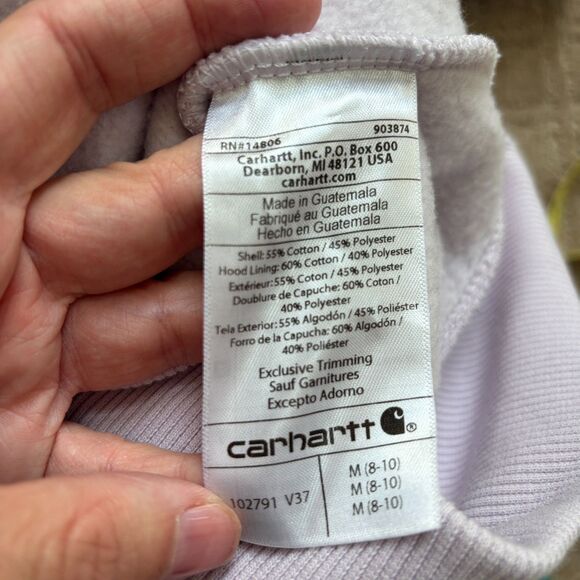 RN#14806 903874
Carhartt, Inc. P.O. Box 600
Dearborn, MI 48121 USA
carhartt.com
Made in Guatemala
Fabriqué au Guatemala
Hecho en Guatemala
Shell: 55% Cotton / 45% Polyester
Hood Lining: 60% Cotton / 40% Polyester
Extérieur: 55% Coton / 45% Polyester
Doublure de Capuche: 60% Coton /
40% Polyester
Tela Exterior: 55% Algodón / 45% Poliéster
Forro de la Capucha: 60% Algodón /
40% Poliéster
Exclusive Trimming
Sauf Garnitures
Excepto Adorno
carhartt ®
M (8-10)
102791 V37 M (8-10)
M (8-10)